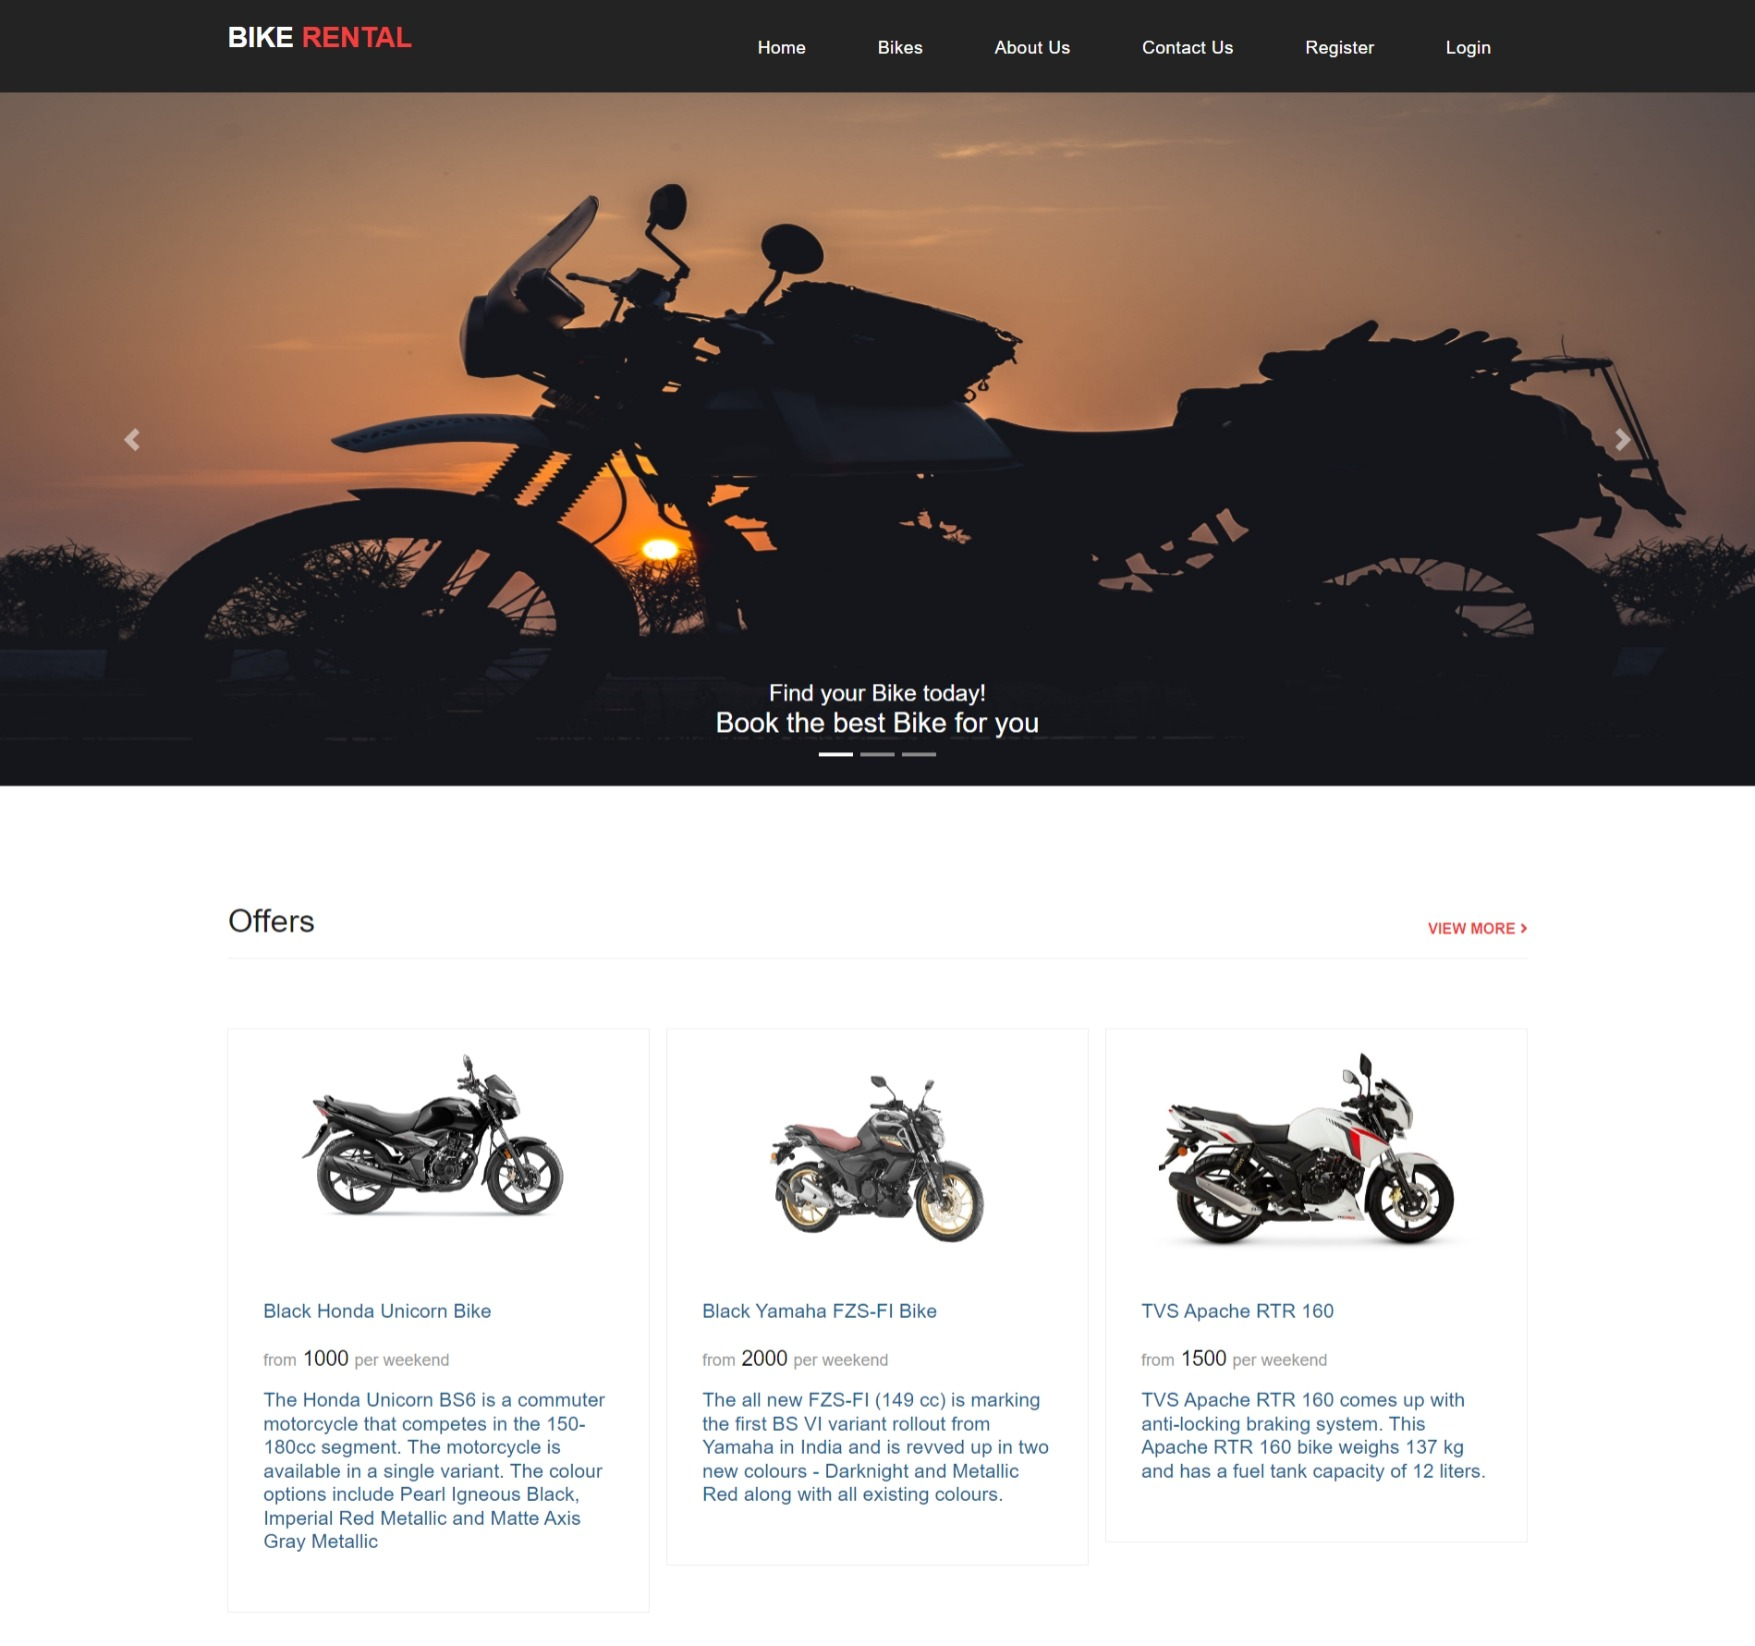 BIKE RENTAL
Home Bikes About Us Contact Us Register Login
Find your Bike today!
Book the best Bike for you
Offers
VIEW MORE
Black Honda Unicorn Bike
from 1000 per weekend
The Honda Unicorn BS6 is a commuter
motorcycle that competes in the 150-
180cc segment. The motorcycle is
available in a single variant. The colour
options include Pearl Igneous Black,
Imperial Red Metallic and Matte Axis
Gray Metallic
Black Yamaha FZS-FI Bike
from 2000 per weekend
The all new FZS-FI (149 cc) is marking
the first BS VI variant rollout from
Yamaha in India and is revved up in two
new colours - Darknight and Metallic
Red along with all existing colours.
TVS Apache RTR 160
from 1500 per weekend
TVS Apache RTR 160 comes up with
anti-locking braking system. This
Apache RTR 160 bike weighs 137 kg
and has a fuel tank capacity of 12 liters.